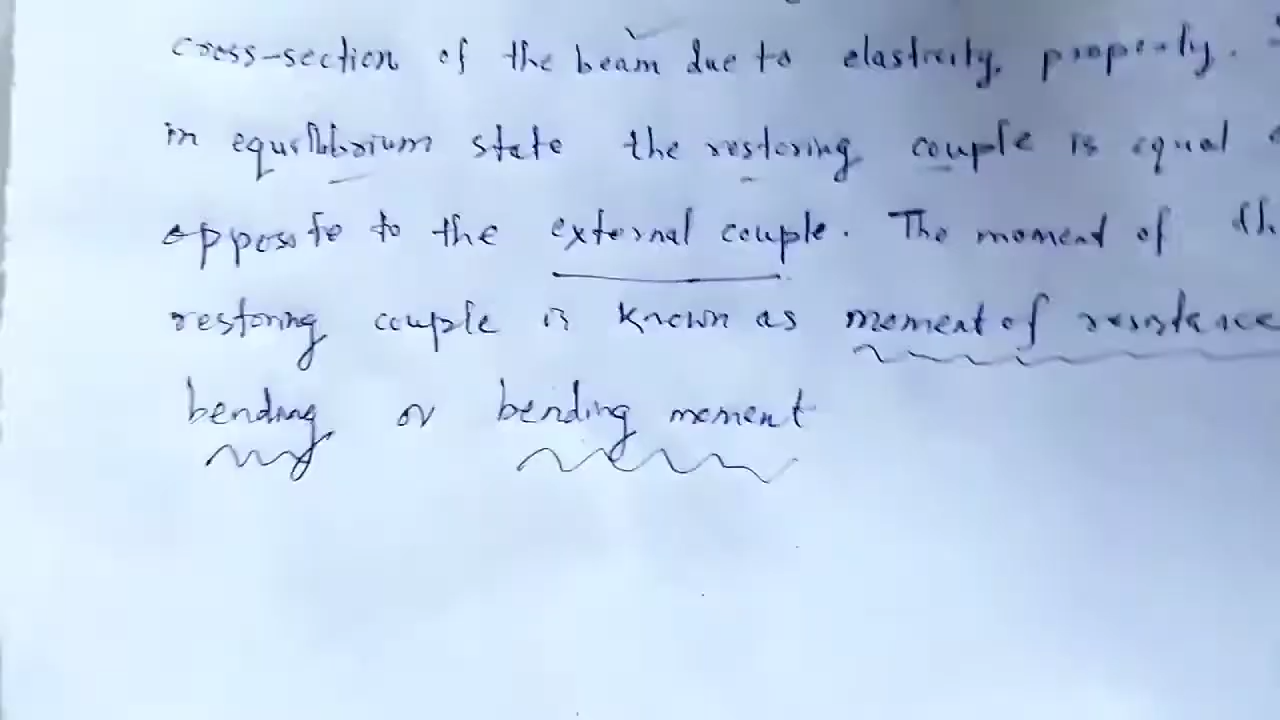 cross-section of the beam due to elasticity property.
in equilibrium state the restoring couple is equal
opposite to the external couple. The moment of th
restoring couple is known as moment of resistance
bending or bending moment